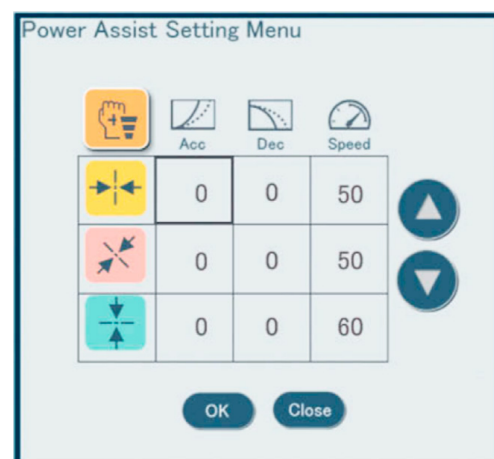 Power Assist Setting Menu
Acc Dec Speed
0 0 50
0 0 50
0 0 60
OK Close